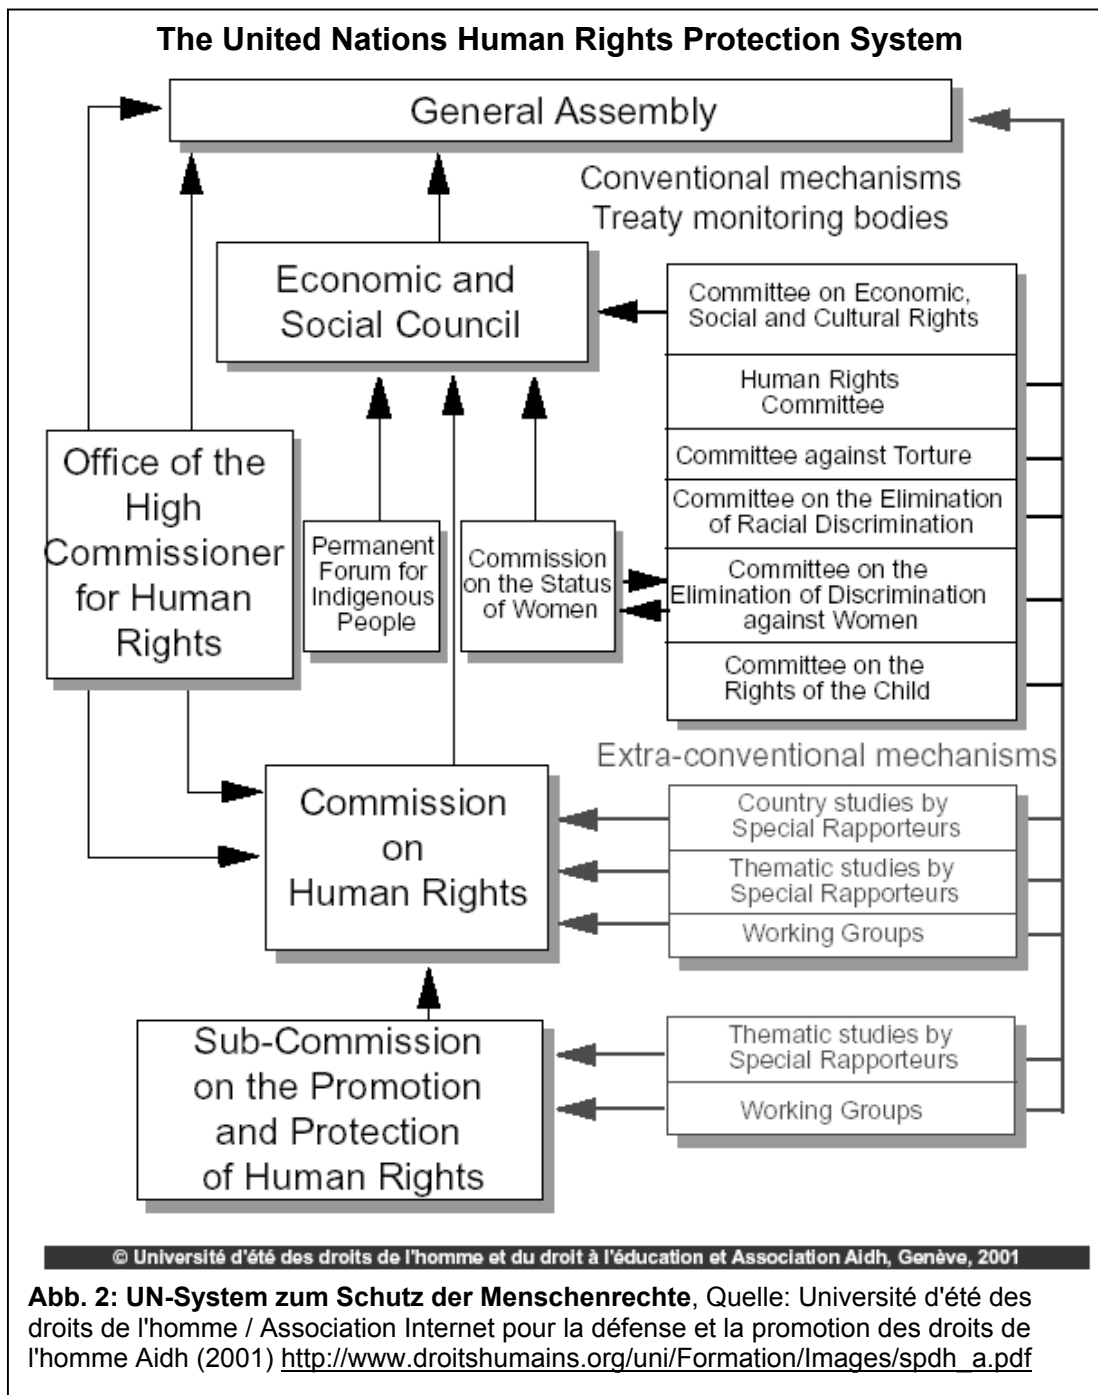 The United Nations Human Rights Protection System
General Assembly
Conventional mechanisms
Treaty monitoring bodies
Economic and
Social Council
Committee on Economic,
Social and Cultural Rights
Human Rights
Committee
Committee against Torture
Committee on the Elimination
of Racial Discrimination
Committee on the
Elimination of Discrimination
against Women
Committee on the
Rights of the Child
Office of the
High
Commissioner
for Human
Rights
Permanent
Forum for
Indigenous
People
Commission
on the Status
of Women
Extra-conventional mechanisms
Commission
on
Human Rights
Country studies by
Special Rapporteurs
Thematic studies by
Special Rapporteurs
Working Groups
Sub-Commission
on the Promotion
and Protection
of Human Rights
Thematic studies by
Special Rapporteurs
Working Groups
© Université d'été des droits de l'homme et du droit à l'éducation et Association Aidh, Genève, 2001
Abb. 2: UN-System zum Schutz der Menschenrechte, Quelle: Université d'été des
droits de l'homme / Association Internet pour la défense et la promotion des droits de
l'homme Aidh (2001) http://www.droitshumains.org/uni/Formation/Images/spdh_a.pdf